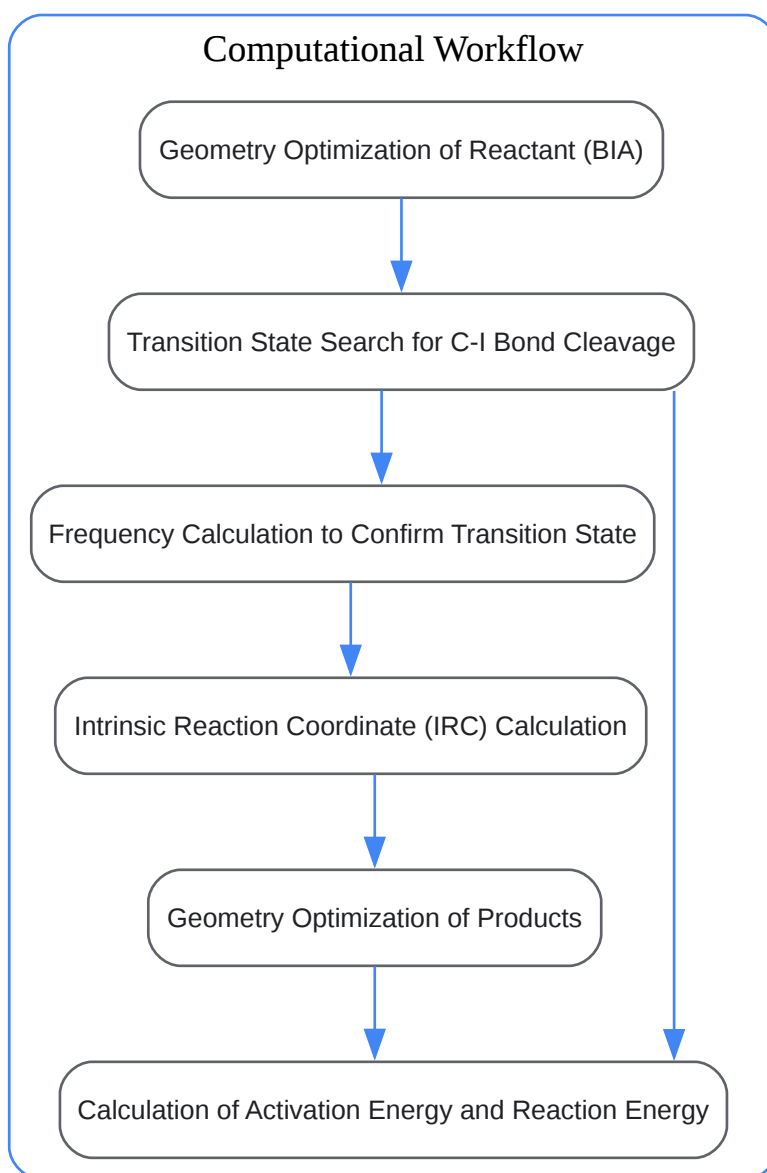 Computational Workflow
Geometry Optimization of Reactant (BIA)
Transition State Search for C-I Bond Cleavage
Frequency Calculation to Confirm Transition State
Intrinsic Reaction Coordinate (IRC) Calculation
Geometry Optimization of Products
Calculation of Activation Energy and Reaction Energy